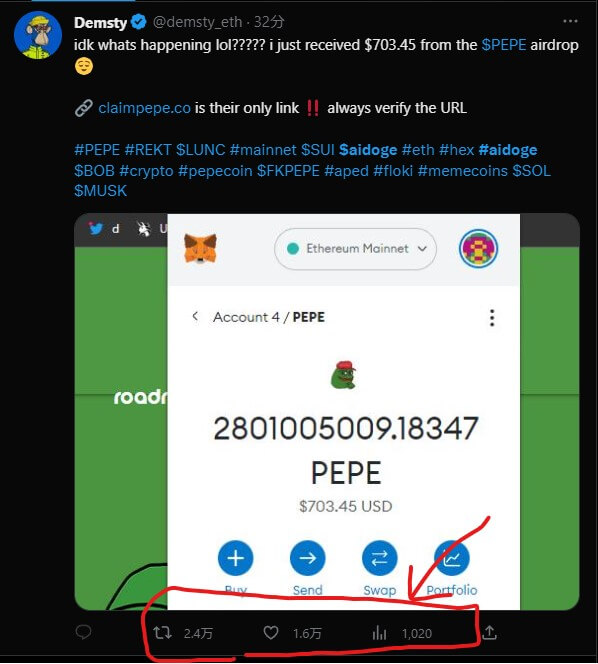 Demsty @demsty_eth · 32分
idk whats happening lol????? i just received $703.45 from the $PEPE airdrop
😌
🔗 claimpepe.co is their only link ‼️ always verify the URL
#PEPE #REKT $LUNC #mainnet $SUI $aidoge #eth #hex #aidoge
$BOB #crypto #pepecoin $FKPEPE #aped #floki #memecoins $SOL
$MUSK
d U
Ethereum Mainnet
Account 4 / PEPE
roadr
2801005009.18347
PEPE
$703.45 USD
Buy Send Swap Portfolio
2.4万 1.6万 1,020